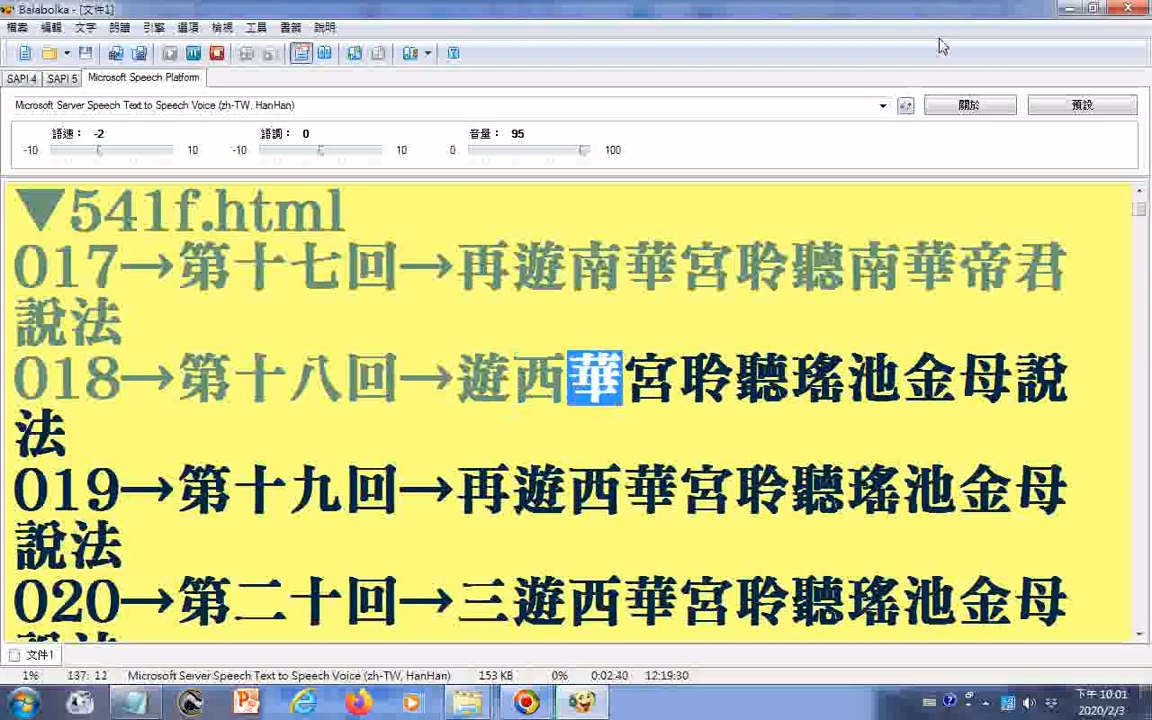 Balabolka - [文件1]
檔案 編輯 文字 朗讀 引擎 選項 檢視 工具 書籤 說明
SAPI 4 SAPI 5 Microsoft Speech Platform
Microsoft Server Speech Text to Speech Voice (zh-TW, HanHan) 關於 預設
語速： -2 語調： 0 音量： 95
-10 10 -10 10 0 100
▼541f.html
017→第十七回→再遊南華宮聆聽南華帝君
說法
018→第十八回→遊西華宮聆聽瑤池金母說
法
019→第十九回→再遊西華宮聆聽瑤池金母
說法
020→第二十回→三遊西華宮聆聽瑤池金母
文件1
1% 137: 12 Microsoft Server Speech Text to Speech Voice (zh-TW, HanHan) 153 KB 0% 0:02:40 12:19:30
下午 10:01
2020/2/3